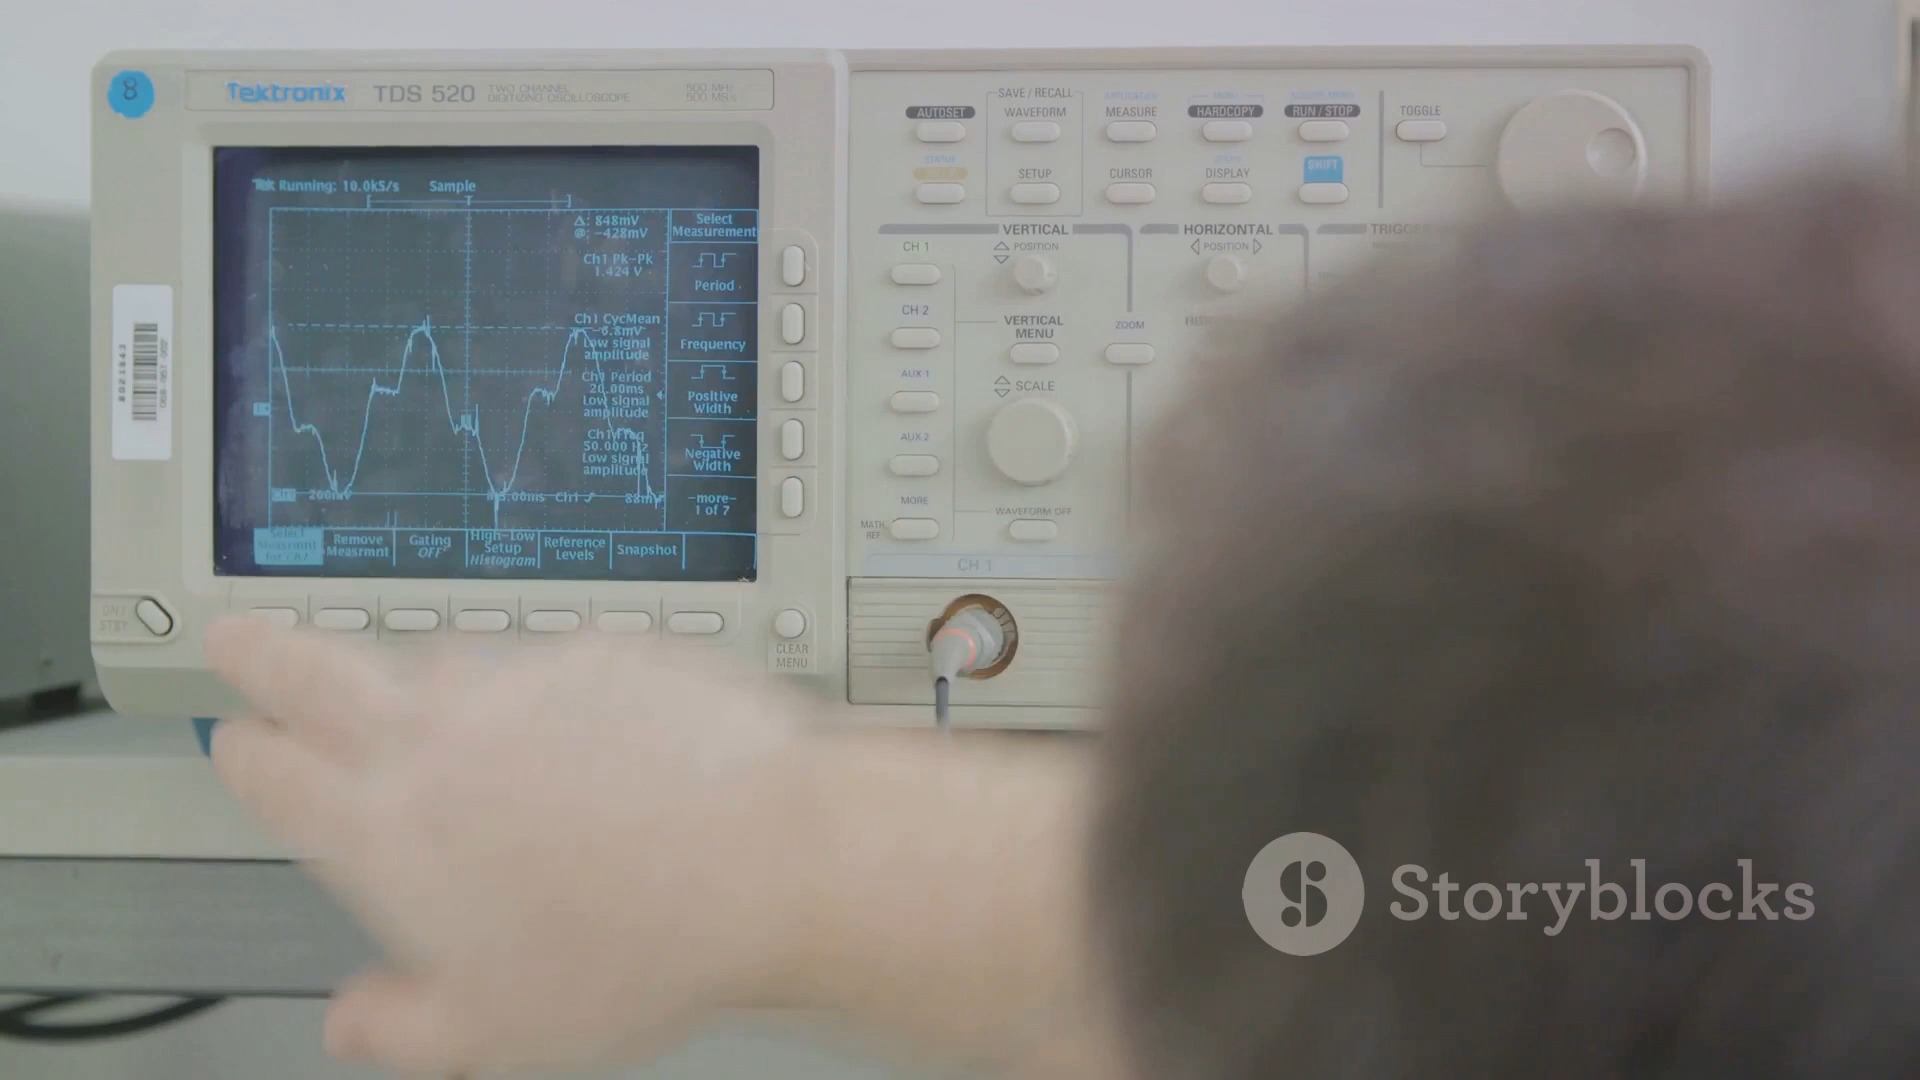 8
Tektronix TDS 520 TWO CHANNEL DIGITIZING OSCILLOSCOPE 500 MHz 500 MS/s
Tek Running: 10.0kS/s Sample
Δ: 848mV
@: -428mV
Ch1 Pk-Pk
1.424 V
Ch1 CycMean
-6.8mV
Low signal
amplitude
Ch1 Period
20.00ms
Low signal
amplitude
Ch1 Freq
50.000 Hz
Low signal
amplitude
Ch1 200mV 5.00ms Ch1 88mV
Select
Measurement
Period
Frequency
Positive
Width
Negative
Width
-more-
1 of 7
Select
Measrmnt
for Ch1
Remove
Measrmnt
Gating
OFF
High-Low
Setup
Histogram
Reference
Levels
Snapshot
ON/
STBY
CLEAR
MENU
SAVE / RECALL
AUTOSET
WAVEFORM
MEASURE
HARDCOPY
RUN / STOP
TOGGLE
STATUS
SETUP
CURSOR
DISPLAY
SHIFT
VERTICAL
HORIZONTAL
CH 1
POSITION
POSITION
CH 2
VERTICAL
MENU
ZOOM
AUX 1
SCALE
AUX 2
MORE
WAVEFORM OFF
MATH
REF
CH 1
Storyblocks